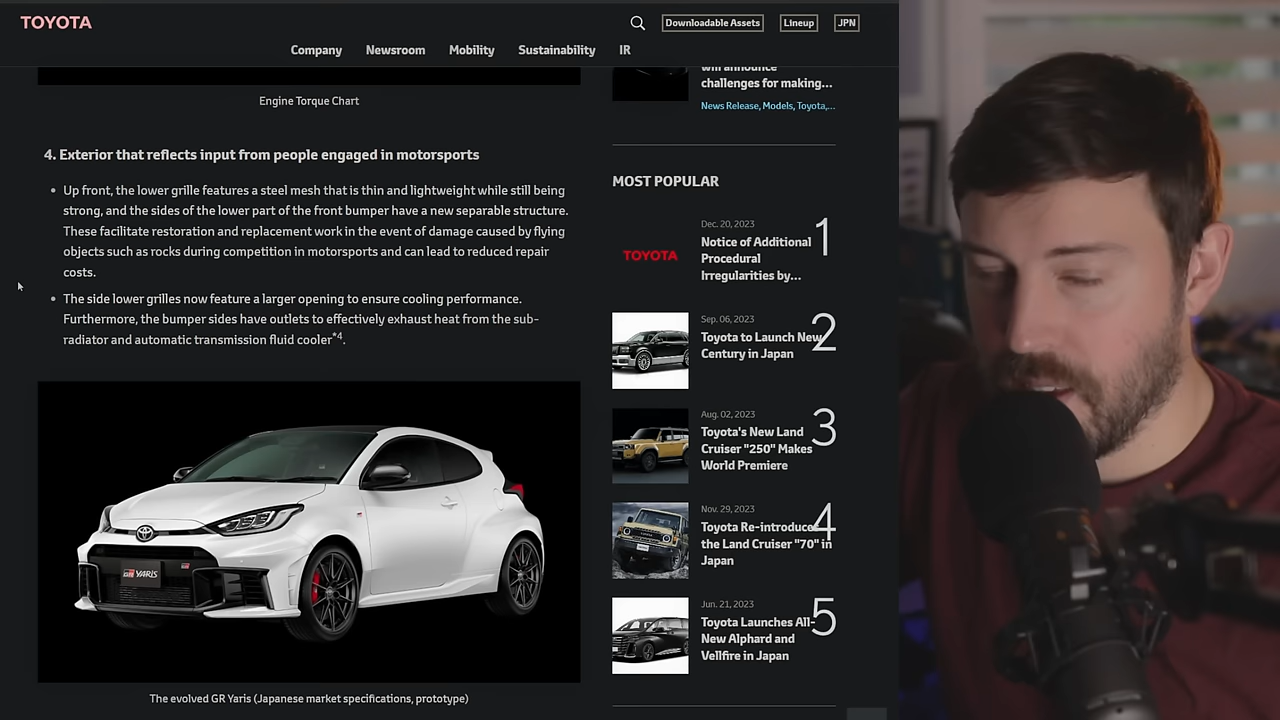 TOYOTA
Downloadable Assets
Lineup
JPN
Company
Newsroom
Mobility
Sustainability
IR
Engine Torque Chart
4. Exterior that reflects input from people engaged in motorsports
Up front, the lower grille features a steel mesh that is thin and lightweight while still being
strong, and the sides of the lower part of the front bumper have a new separable structure.
These facilitate restoration and replacement work in the event of damage caused by flying
objects such as rocks during competition in motorsports and can lead to reduced repair
costs.
The side lower grilles now feature a larger opening to ensure cooling performance.
Furthermore, the bumper sides have outlets to effectively exhaust heat from the sub-
radiator and automatic transmission fluid cooler*4.
GR YARIS
The evolved GR Yaris (Japanese market specifications, prototype)
will announce
challenges for making...
News Release, Models, Toyota,...
MOST POPULAR
Dec. 20, 2023
1
Notice of Additional
Procedural
Irregularities by...
TOYOTA
Sep. 06, 2023
2
Toyota to Launch New
Century in Japan
Aug. 02, 2023
3
Toyota's New Land
Cruiser "250" Makes
World Premiere
Nov. 29, 2023
4
Toyota Re-introduces
the Land Cruiser "70" in
Japan
Jun. 21, 2023
5
Toyota Launches All-
New Alphard and
Vellfire in Japan